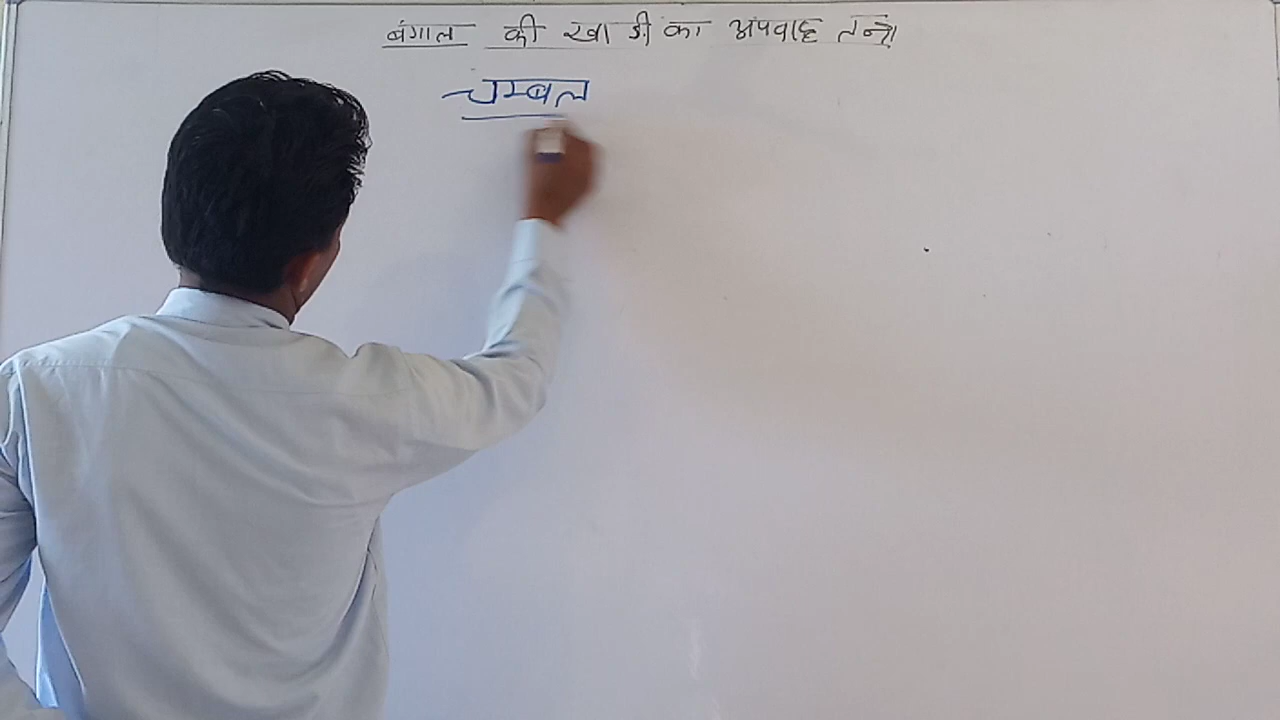 बंगाल की खाडी का अपवाह तन्त्र
चम्बल